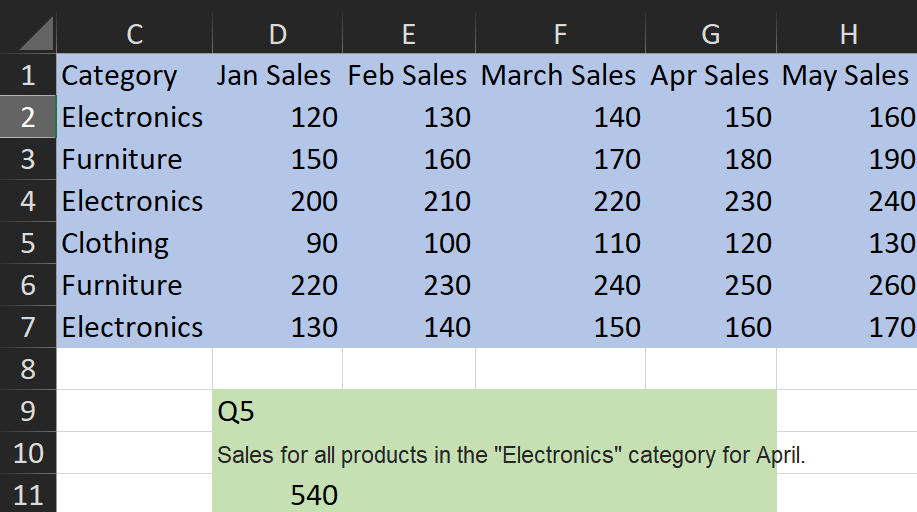 C D E F G H
1 Category Jan Sales Feb Sales March Sales Apr Sales May Sales
2 Electronics 120 130 140 150 160
3 Furniture 150 160 170 180 190
4 Electronics 200 210 220 230 240
5 Clothing 90 100 110 120 130
6 Furniture 220 230 240 250 260
7 Electronics 130 140 150 160 170
8
9 Q5
10 Sales for all products in the "Electronics" category for April.
11 540